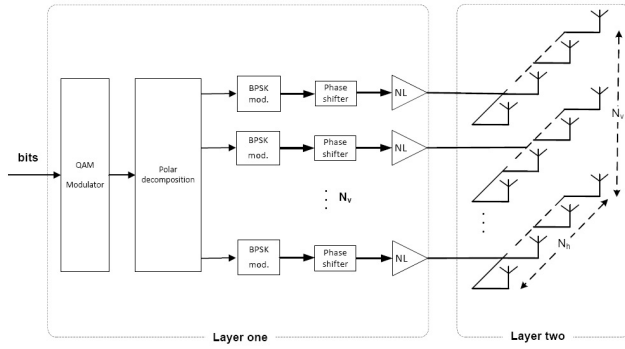 bits
QAM
Modulator
Polar
decomposition
BPSK
mod.
Phase
shifter
NL
BPSK
mod.
Phase
shifter
NL
Nv
BPSK
mod.
Phase
shifter
NL
Nv
Nh
Layer one
Layer two